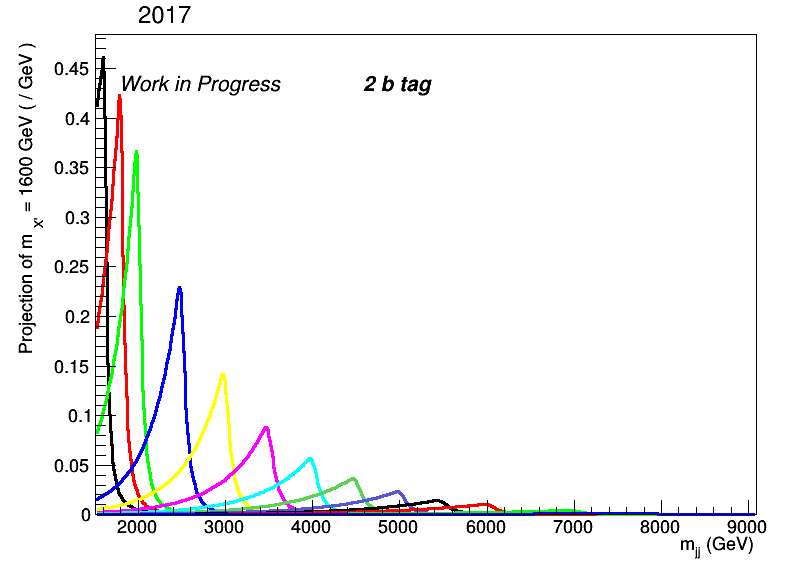 2017
Work in Progress
2 b tag
Projection of m X' = 1600 GeV ( / GeV )
0.45
0.4
0.35
0.3
0.25
0.2
0.15
0.1
0.05
0
2000 3000 4000 5000 6000 7000 8000 9000
mjj (GeV)